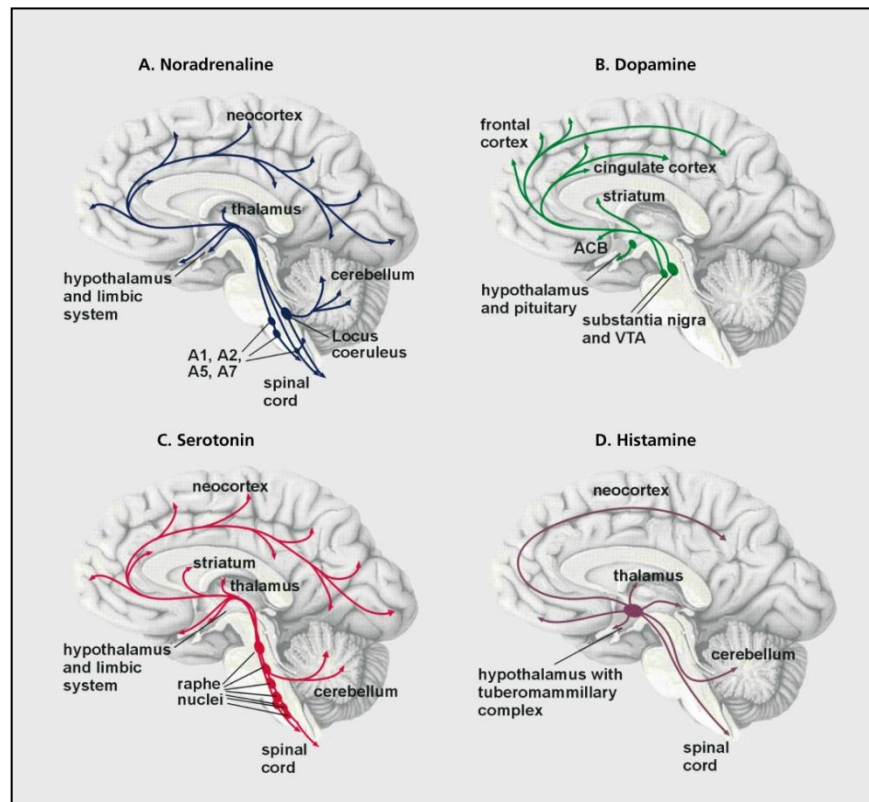 A. Noradrenaline
neocortex
thalamus
hypothalamus
and limbic
system
cerebellum
A1, A2,
A5, A7
Locus
coeruleus
spinal
cord
B. Dopamine
frontal
cortex
cingulate cortex
striatum
ACB
hypothalamus
and pituitary
substantia nigra
and VTA
C. Serotonin
neocortex
striatum
thalamus
hypothalamus
and limbic
system
raphe
nuclei
cerebellum
spinal
cord
D. Histamine
neocortex
thalamus
hypothalamus with
tuberomammillary
complex
cerebellum
spinal
cord